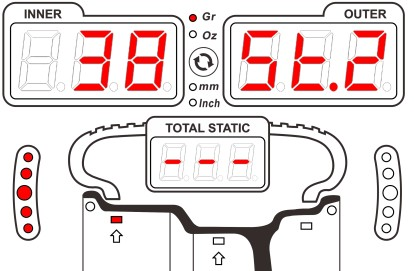 INNER
38
Gr
Oz
mm
Inch
OUTER
St.2
TOTAL STATIC
- - -